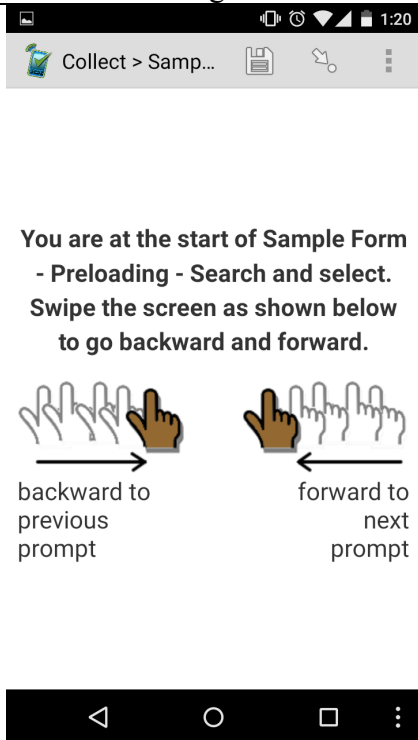 1:20
Collect > Samp...
You are at the start of Sample Form
- Preloading - Search and select.
Swipe the screen as shown below
to go backward and forward.
backward to
previous
prompt
forward to
next
prompt